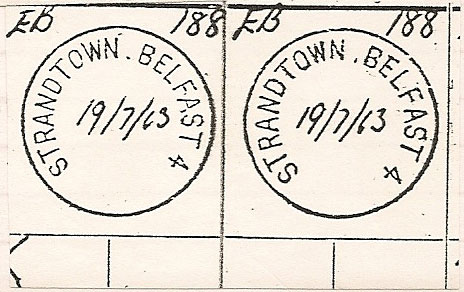 EB 188
STRANDTOWN. BELFAST 4
19/7/63
EB 188
STRANDTOWN. BELFAST 4
19/7/63